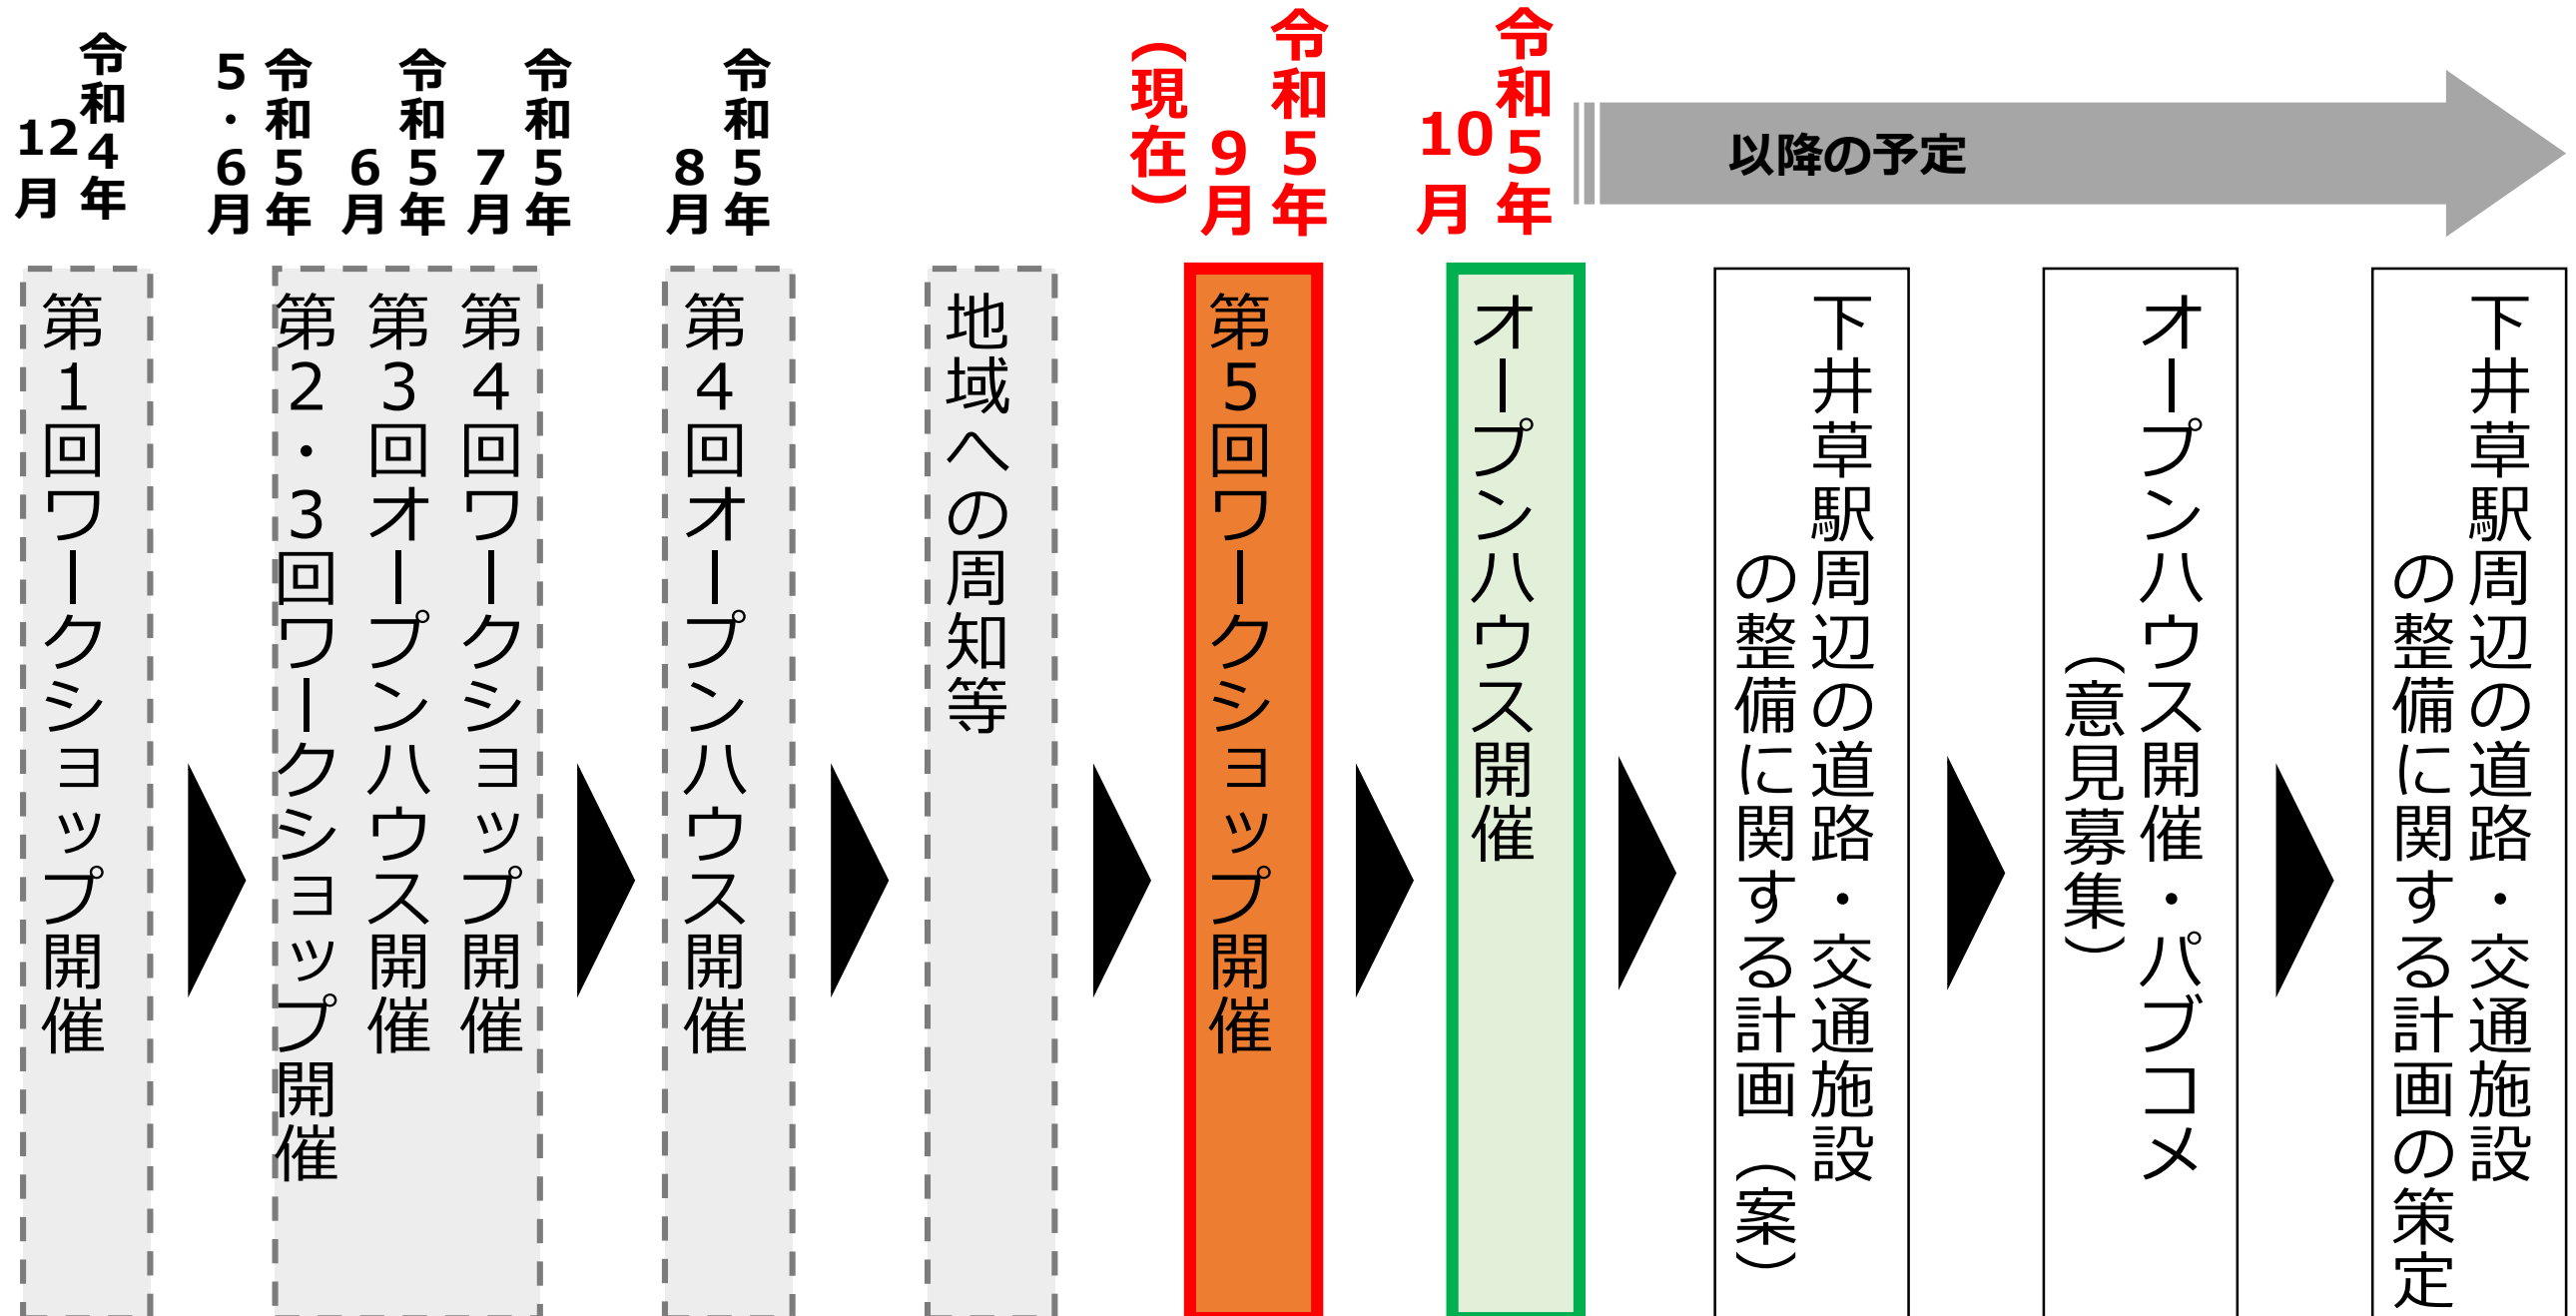 令和４年
12月
令和５年
５・６月
令和５年
６月
令和５年
７月
令和５年
８月
令和５年
９月
（現在）
令和５年
10月
以降の予定
第１回ワークショップ開催
第２・３回ワークショップ開催
第３回オープンハウス開催
第４回ワークショップ開催
第４回オープンハウス開催
地域への周知等
第５回ワークショップ開催
オープンハウス開催
下井草駅周辺の道路・交通施設
の整備に関する計画（案）
オープンハウス開催・パブコメ
（意見募集）
下井草駅周辺の道路・交通施設
の整備に関する計画の策定